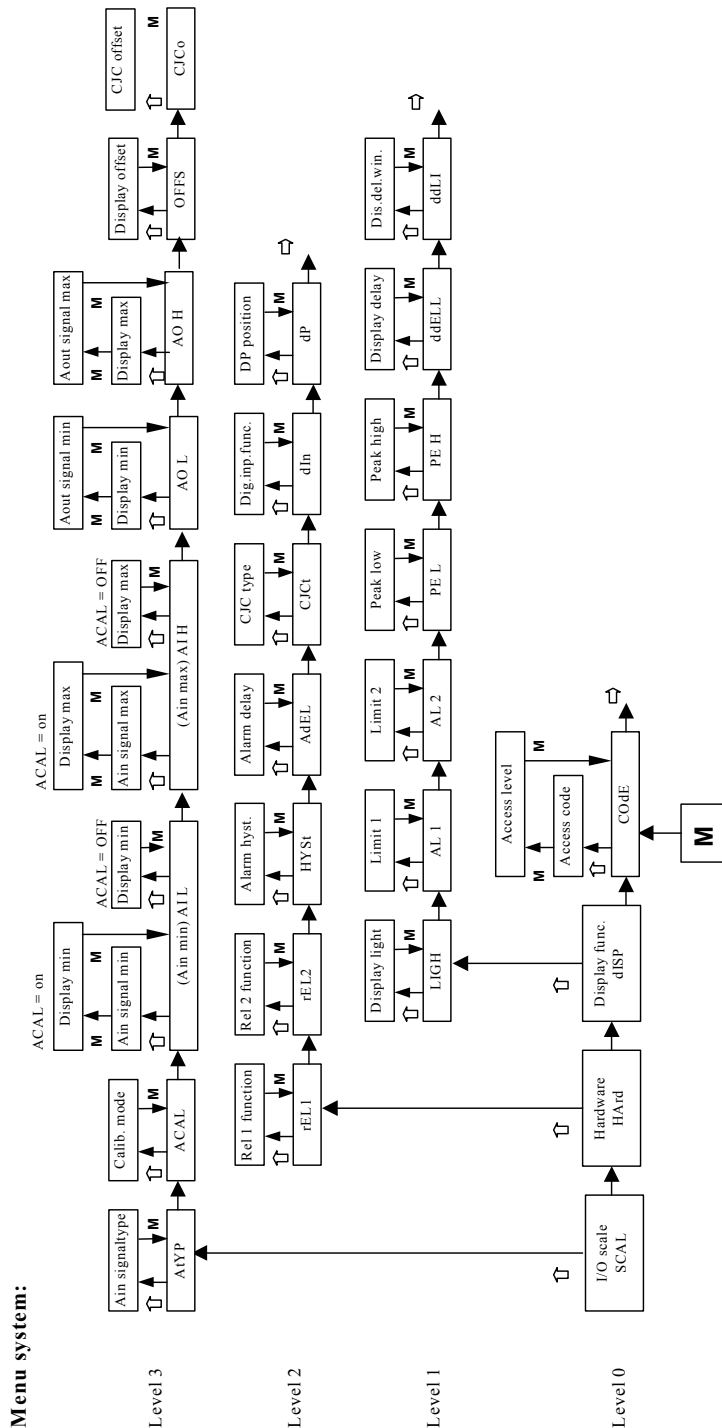 Menu system:
Level 3
ACAL = on
ACAL = OFF
ACAL = on
ACAL = OFF
Ain signaltype
M
AtYP
Calib. mode
M
ACAL
Display min
M
M
Ain signal min
Display min
M
(Ain min) AI L
Display max
M
M
Ain signal max
Display max
M
(Ain max) AI H
Aout signal min
M
M
Display min
AO L
Aout signal max
M
M
Display max
AO H
Display offset
M
OFFS
CJC offset
M
CJCo
Level 2
Rel 1 function
M
rEL1
Rel 2 function
M
rEL2
Alarm hyst.
M
HYSt
Alarm delay
M
AdEL
CJC type
M
CJCt
Dig.inp.func.
M
dIn
DP position
M
dP
Level 1
Display light
M
LIGH
Limit 1
M
AL 1
Limit 2
M
AL 2
Peak low
M
PE L
Peak high
M
PE H
Display delay
M
ddELL
Dis.del.win.
M
ddLI
Level 0
I/O scale
SCAL
Hardware
HArd
Display func.
dISP
Access level
M
M
Access code
COdE
M